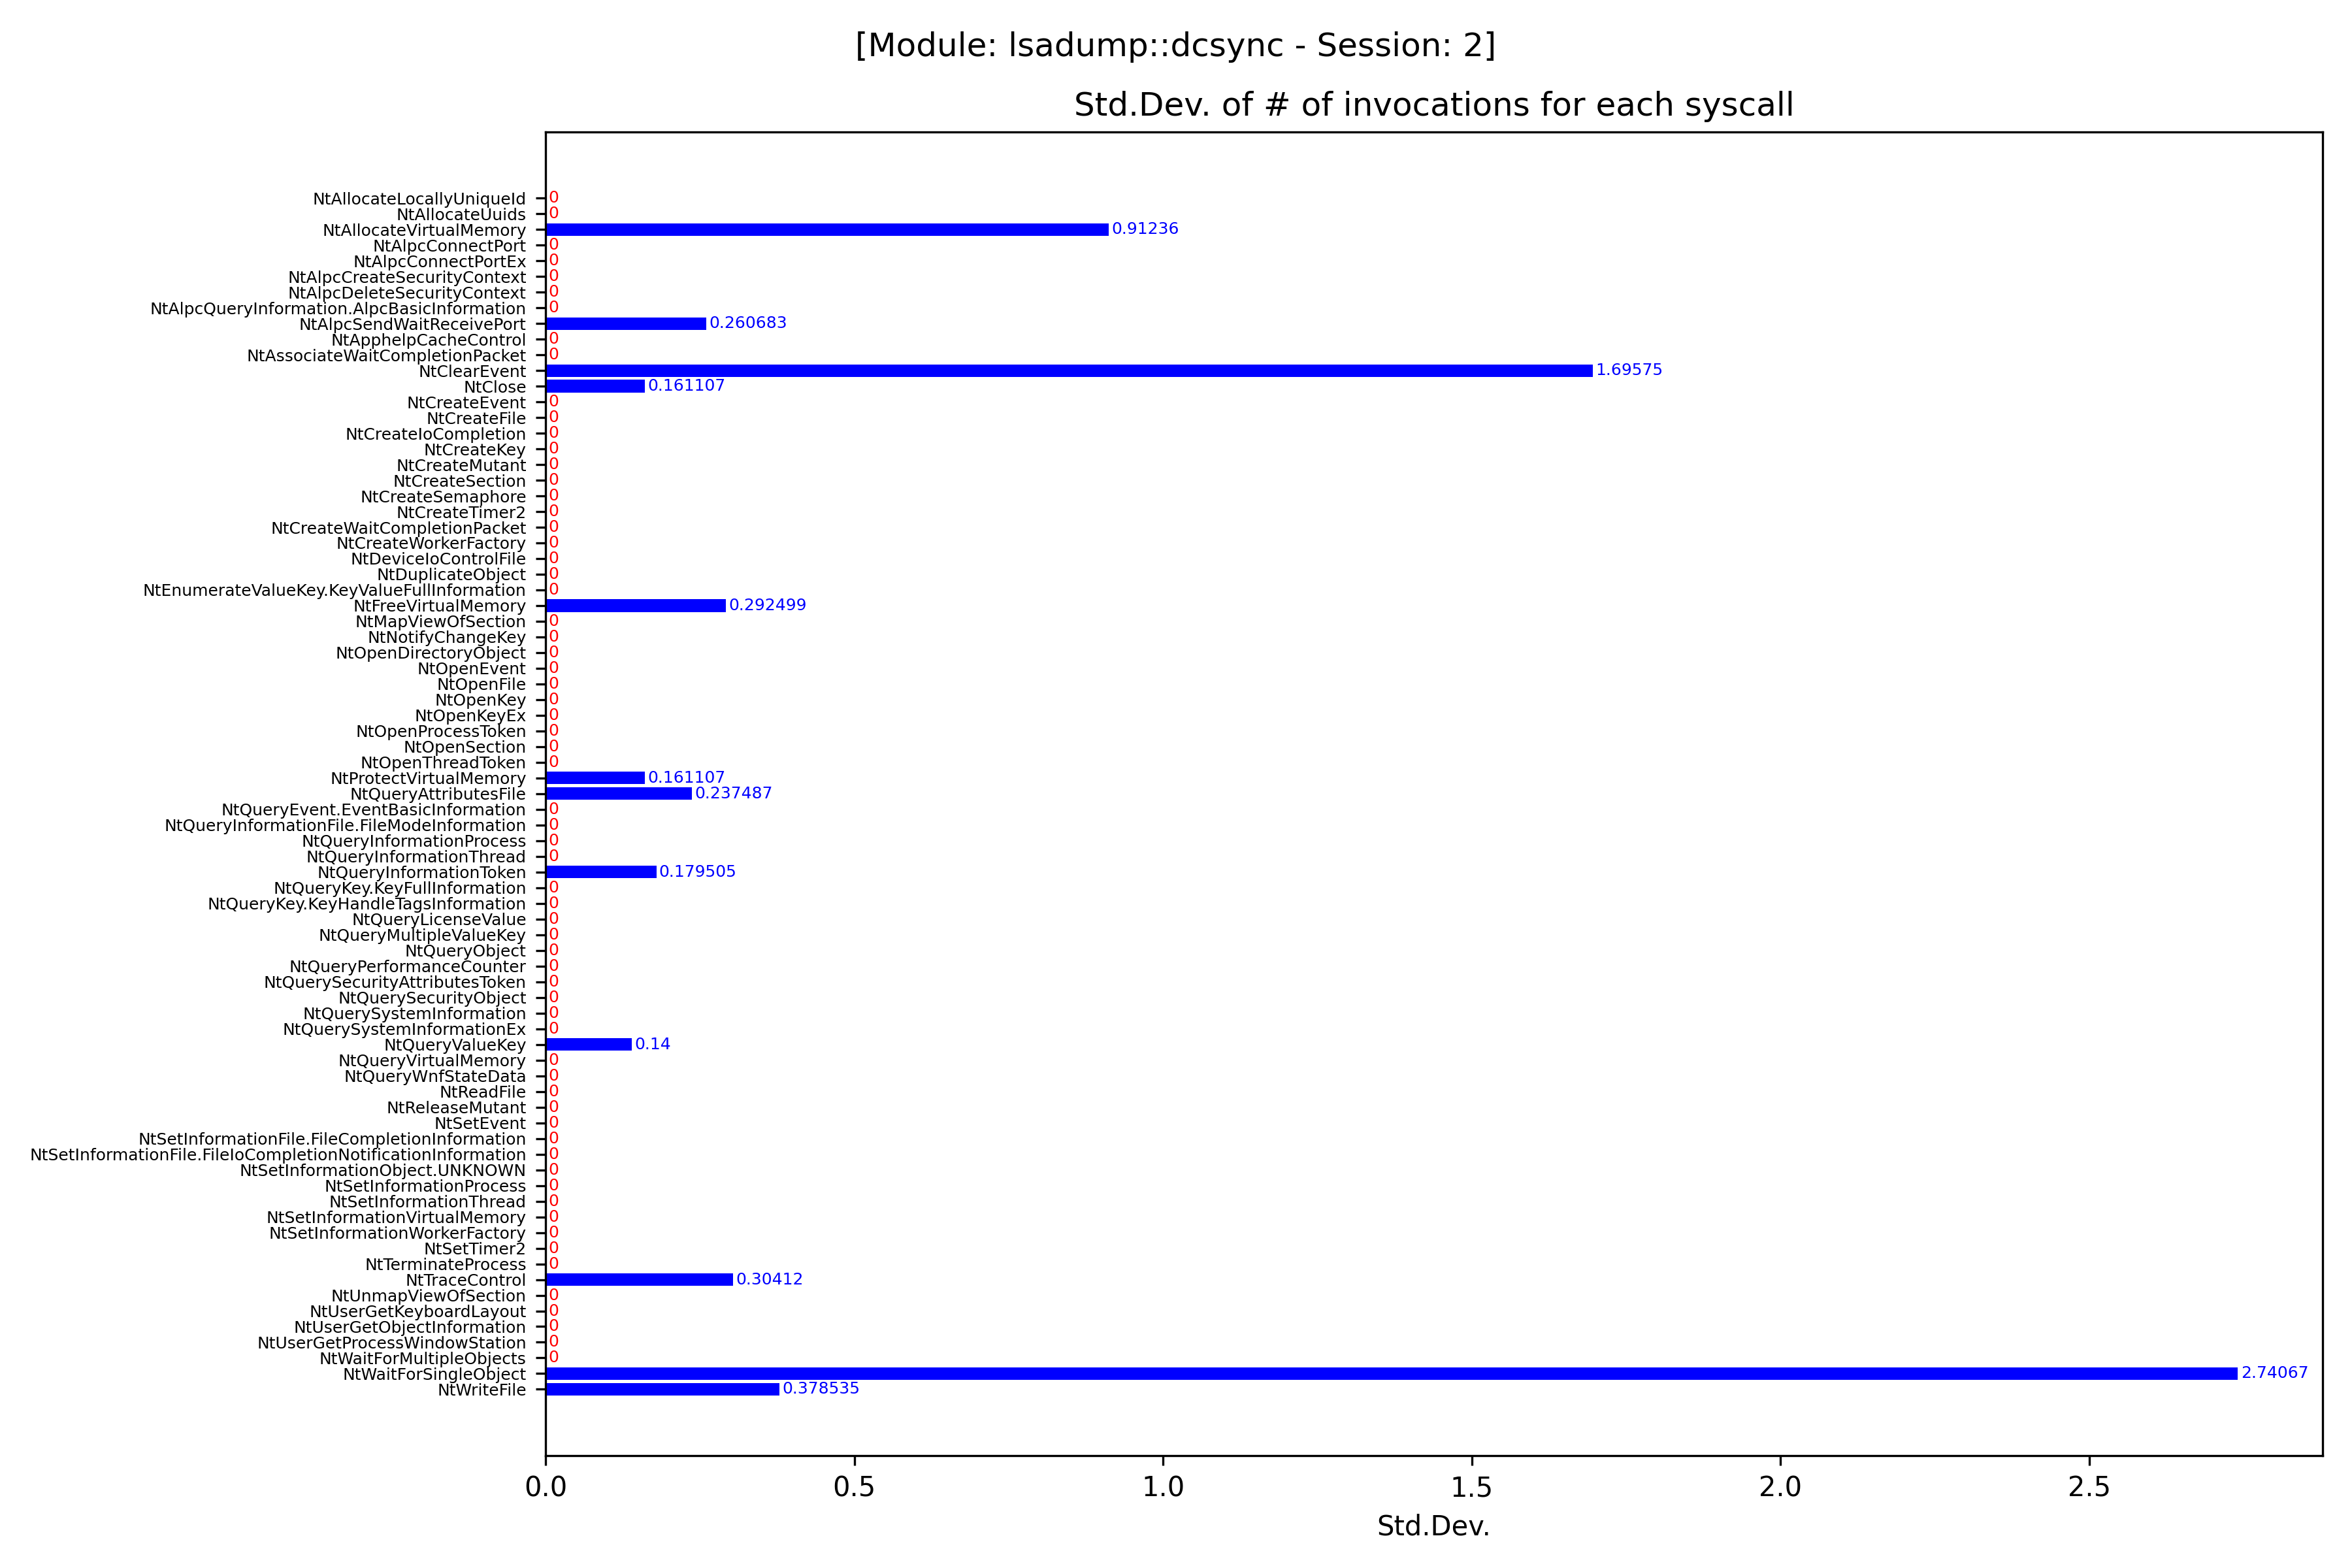 [Module: lsadump::dcsync - Session: 2]
Std.Dev. of # of invocations for each syscall
NtAllocateLocallyUniqueId 0
NtAllocateUuids 0
NtAllocateVirtualMemory 0.91236
NtAlpcConnectPort 0
NtAlpcConnectPortEx 0
NtAlpcCreateSecurityContext 0
NtAlpcDeleteSecurityContext 0
NtAlpcQueryInformation.AlpcBasicInformation 0
NtAlpcSendWaitReceivePort 0.260683
NtApphelpCacheControl 0
NtAssociateWaitCompletionPacket 0
NtClearEvent 1.69575
NtClose 0.161107
NtCreateEvent 0
NtCreateFile 0
NtCreateIoCompletion 0
NtCreateKey 0
NtCreateMutant 0
NtCreateSection 0
NtCreateSemaphore 0
NtCreateTimer2 0
NtCreateWaitCompletionPacket 0
NtCreateWorkerFactory 0
NtDeviceIoControlFile 0
NtDuplicateObject 0
NtEnumerateValueKey.KeyValueFullInformation 0
NtFreeVirtualMemory 0.292499
NtMapViewOfSection 0
NtNotifyChangeKey 0
NtOpenDirectoryObject 0
NtOpenEvent 0
NtOpenFile 0
NtOpenKey 0
NtOpenKeyEx 0
NtOpenProcessToken 0
NtOpenSection 0
NtOpenThreadToken 0
NtProtectVirtualMemory 0.161107
NtQueryAttributesFile 0.237487
NtQueryEvent.EventBasicInformation 0
NtQueryInformationFile.FileModeInformation 0
NtQueryInformationProcess 0
NtQueryInformationThread 0
NtQueryInformationToken 0.179505
NtQueryKey.KeyFullInformation 0
NtQueryKey.KeyHandleTagsInformation 0
NtQueryLicenseValue 0
NtQueryMultipleValueKey 0
NtQueryObject 0
NtQueryPerformanceCounter 0
NtQuerySecurityAttributesToken 0
NtQuerySecurityObject 0
NtQuerySystemInformation 0
NtQuerySystemInformationEx 0
NtQueryValueKey 0.14
NtQueryVirtualMemory 0
NtQueryWnfStateData 0
NtReadFile 0
NtReleaseMutant 0
NtSetEvent 0
NtSetInformationFile.FileCompletionInformation 0
NtSetInformationFile.FileIoCompletionNotificationInformation 0
NtSetInformationObject.UNKNOWN 0
NtSetInformationProcess 0
NtSetInformationThread 0
NtSetInformationVirtualMemory 0
NtSetInformationWorkerFactory 0
NtSetTimer2 0
NtTerminateProcess 0
NtTraceControl 0.30412
NtUnmapViewOfSection 0
NtUserGetKeyboardLayout 0
NtUserGetObjectInformation 0
NtUserGetProcessWindowStation 0
NtWaitForMultipleObjects 0
NtWaitForSingleObject 2.74067
NtWriteFile 0.378535
0.0 0.5 1.0 1.5 2.0 2.5
Std.Dev.